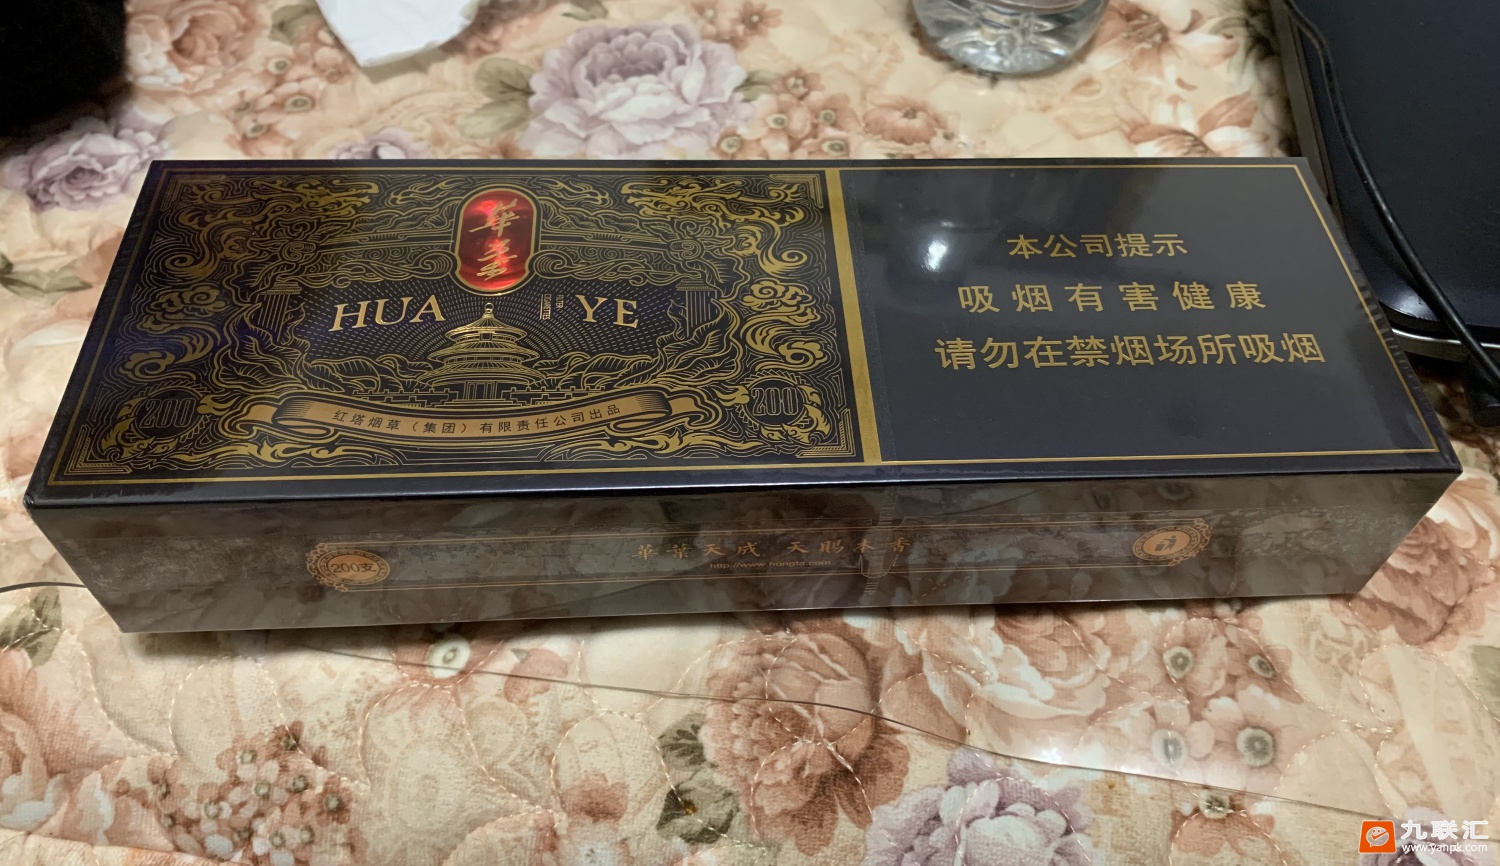 華葉
HUA YE
200
200
红塔烟草（集团）有限责任公司出品
本公司提示
吸烟有害健康
请勿在禁烟场所吸烟
200支
華葉天成 天賜本香
http://www.hongta.com
九联汇
www.yanpk.com